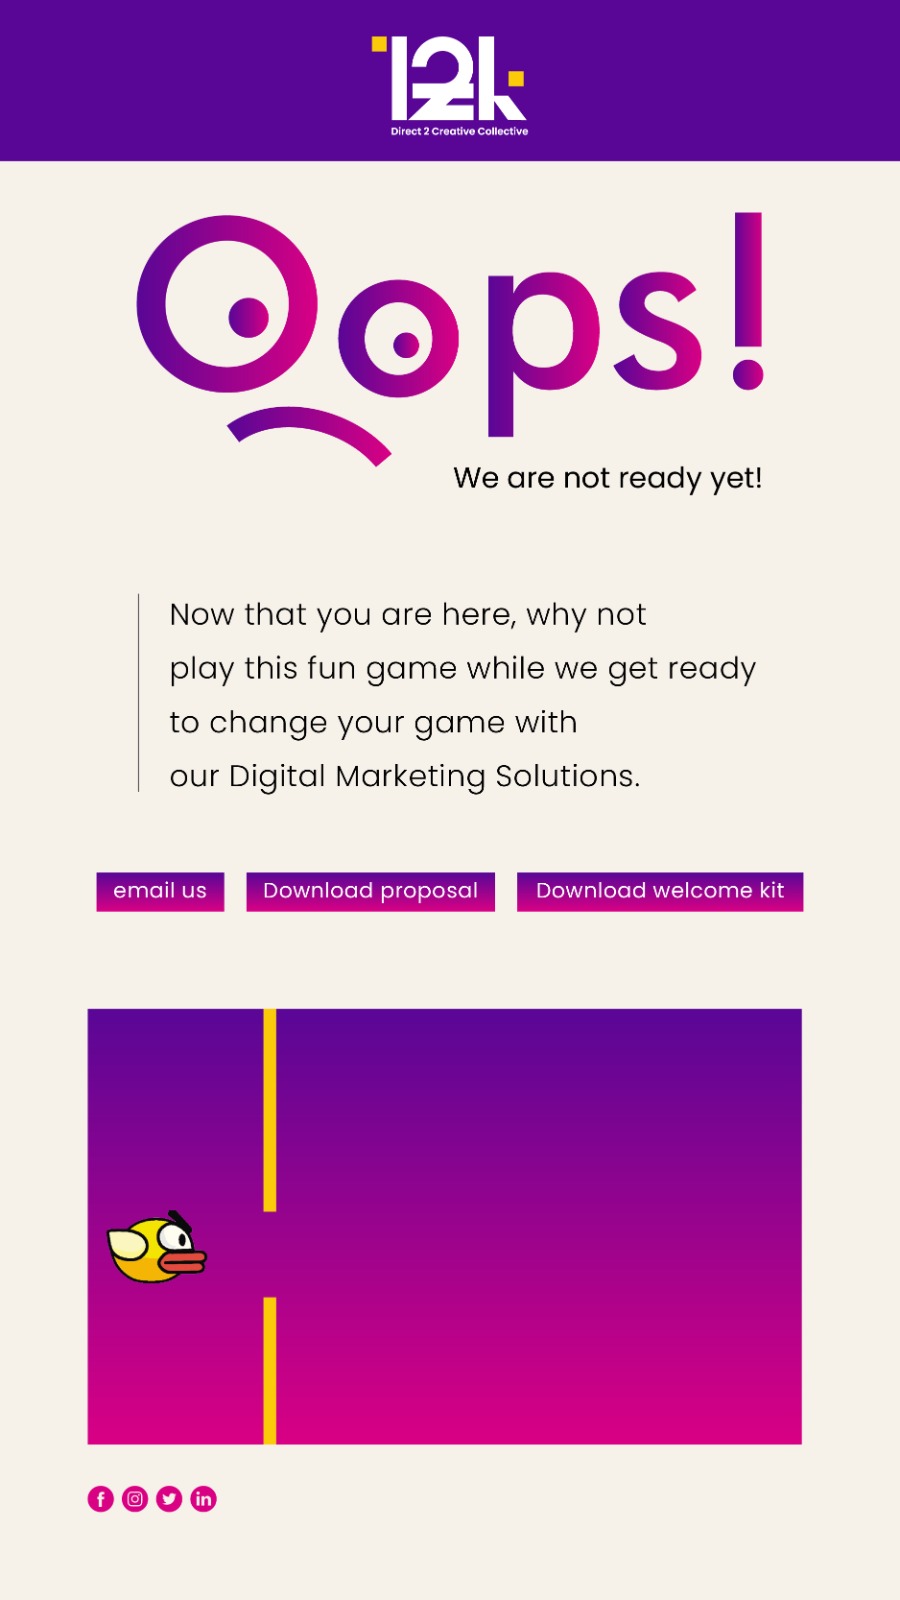 12k
Direct 2 Creative Collective
Oops!
We are not ready yet!
Now that you are here, why not
play this fun game while we get ready
to change your game with
our Digital Marketing Solutions.
email us
Download proposal
Download welcome kit